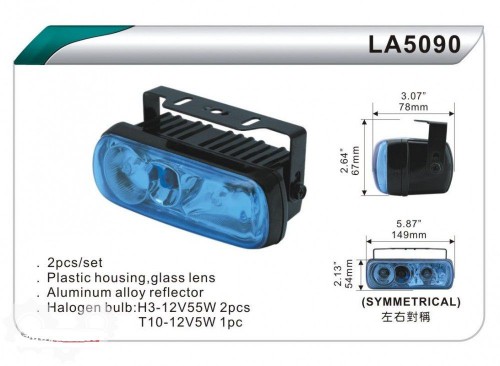 LA5090
3.07"
78mm
2.64"
67mm
5.87"
149mm
2.13"
54mm
(SYMMETRICAL)
左右對稱
. 2pcs/set
. Plastic housing,glass lens
. Aluminum alloy reflector
. Halogen bulb:H3-12V55W 2pcs
T10-12V5W 1pc